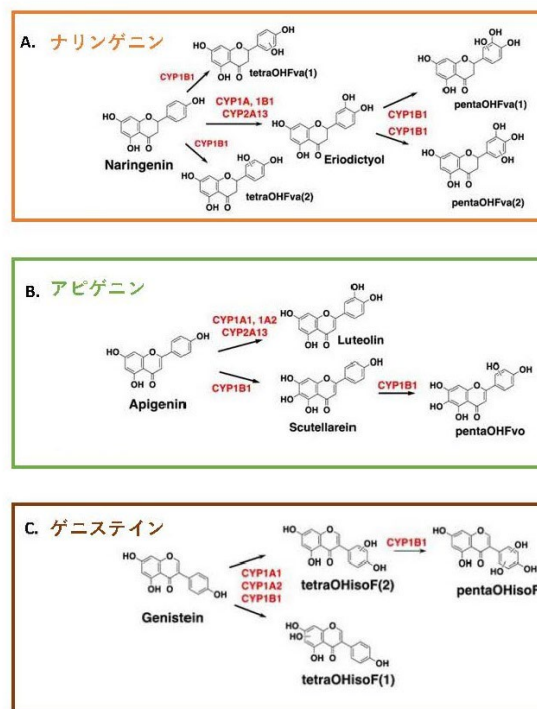 A. ナリンゲニン
CYP1B1
tetraOHFva(1)
CYP1A, 1B1
CYP2A13
Naringenin
CYP1B1
tetraOHFva(2)
Eriodictyol
CYP1B1
CYP1B1
pentaOHFva(1)
pentaOHFva(2)
B. アピゲニン
CYP1A1, 1A2
CYP2A13
Luteolin
Apigenin
CYP1B1
Scutellarein
CYP1B1
pentaOHFvo
C. ゲニステイン
Genistein
CYP1A1
CYP1A2
CYP1B1
tetraOHisoF(2)
CYP1B1
pentaOHisoF
tetraOHisoF(1)